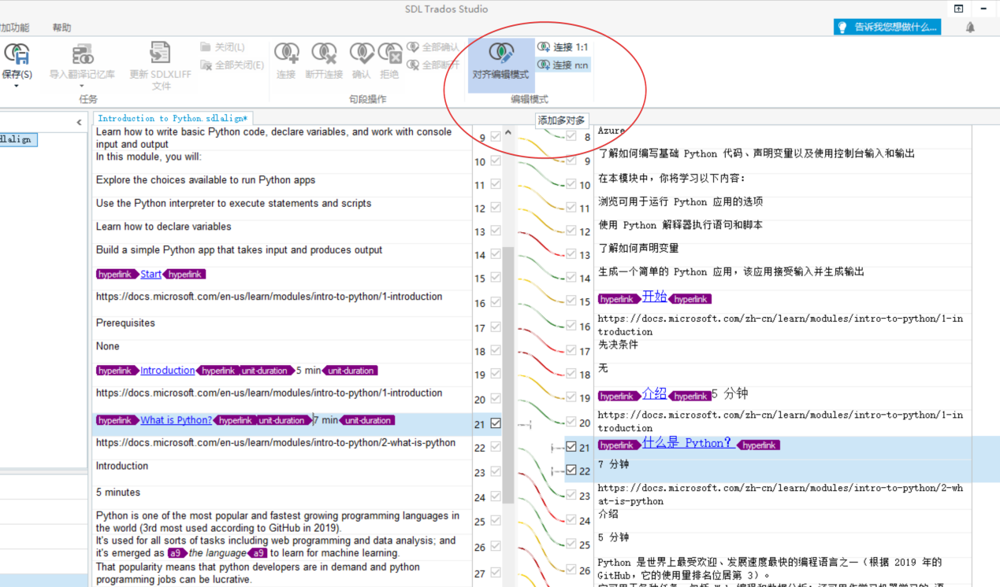 SDL Trados Studio
加功能
帮助
告诉我您想做什么...
保存(S)
导入翻译记忆库
更新 SDLXLIFF
文件
关闭(L)
全部关闭(E)
任务
连接
断开连接
确认
拒绝
全部确认
全部断开
句段操作
对齐编辑模式
连接 1:1
连接 n:n
编辑模式
添加多对多
Introduction to Python.sdlalign*
dlalign
Learn how to write basic Python code, declare variables, and work with console
input and output
9
In this module, you will:
10
Explore the choices available to run Python apps
11
Use the Python interpreter to execute statements and scripts
12
Learn how to declare variables
13
Build a simple Python app that takes input and produces output
14
hyperlink Start hyperlink
15
https://docs.microsoft.com/en-us/learn/modules/intro-to-python/1-introduction
16
Prerequisites
17
None
18
hyperlink Introduction hyperlink unit-duration 5 min unit-duration
19
https://docs.microsoft.com/en-us/learn/modules/intro-to-python/1-introduction
20
hyperlink What is Python? hyperlink unit-duration 7 min unit-duration
21
https://docs.microsoft.com/en-us/learn/modules/intro-to-python/2-what-is-python
22
Introduction
23
5 minutes
24
Python is one of the most popular and fastest growing programming languages in
the world (3rd most used according to GitHub in 2019).
25
It's used for all sorts of tasks including web programming and data analysis; and
it's emerged as a9 the language a9 to learn for machine learning.
26
That popularity means that python developers are in demand and python
programming jobs can be lucrative.
27
8
Azure
9
了解如何编写基础 Python 代码、声明变量以及使用控制台输入和输出
10
在本模块中，你将学习以下内容：
11
浏览可用于运行 Python 应用的选项
12
使用 Python 解释器执行语句和脚本
13
了解如何声明变量
14
生成一个简单的 Python 应用，该应用接受输入并生成输出
15
hyperlink 开始 hyperlink
16
https://docs.microsoft.com/zh-cn/learn/modules/intro-to-python/1-in
troduction
17
先决条件
18
无
19
hyperlink 介绍 hyperlink 5 分钟
20
https://docs.microsoft.com/zh-cn/learn/modules/intro-to-python/1-in
troduction
21
hyperlink 什么是 Python？ hyperlink
22
7 分钟
23
https://docs.microsoft.com/zh-cn/learn/modules/intro-to-python/2-wh
at-is-python
24
介绍
25
5 分钟
26
Python 是世界上最受欢迎、发展速度最快的编程语言之一（根据 2019 年的
GitHub，它的使用量排名位居第 3）。